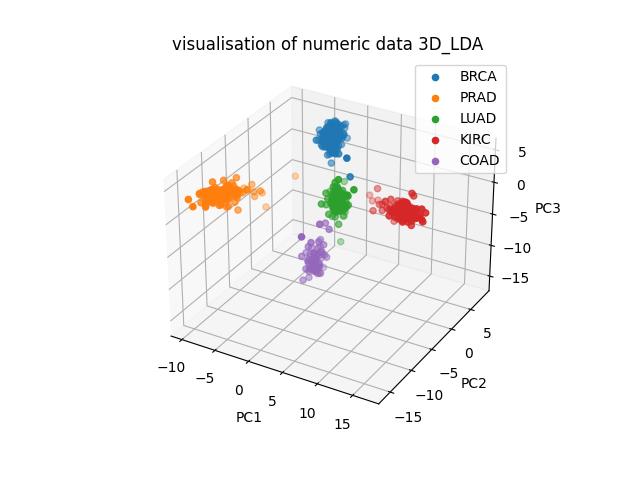 visualisation of numeric data 3D_LDA
BRCA
PRAD
LUAD
KIRC
COAD
5
0
−5
−10
−15
PC3
−10
−5
0
5
10
15
PC1
5
0
−5
−10
−15
PC2